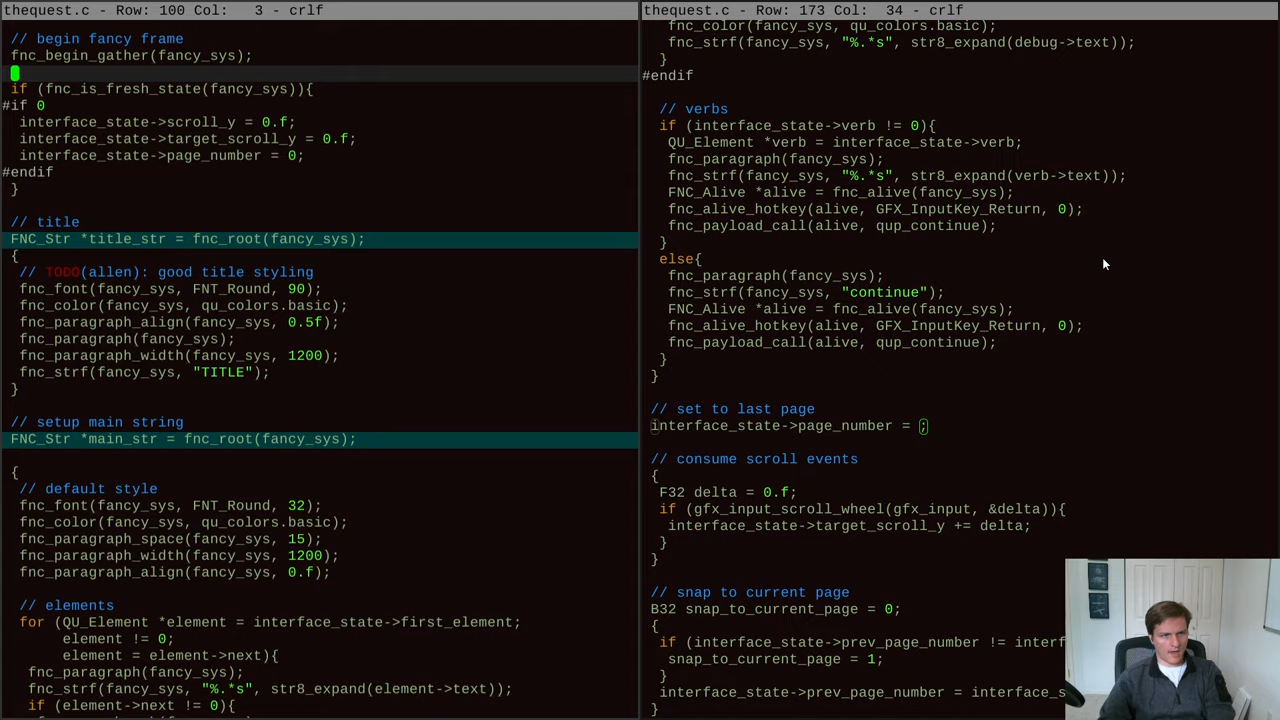 thequest.c - Row: 100 Col:   3 - crlf
// begin fancy frame
fnc_begin_gather(fancy_sys);
if (fnc_is_fresh_state(fancy_sys)){
#if 0
interface_state->scroll_y = 0.f;
interface_state->target_scroll_y = 0.f;
interface_state->page_number = 0;
#endif
}
// title
FNC_Str *title_str = fnc_root(fancy_sys);
{
// TODO(allen): good title styling
fnc_font(fancy_sys, FNT_Round, 90);
fnc_color(fancy_sys, qu_colors.basic);
fnc_paragraph_align(fancy_sys, 0.5f);
fnc_paragraph(fancy_sys);
fnc_paragraph_width(fancy_sys, 1200);
fnc_strf(fancy_sys, "TITLE");
}
// setup main string
FNC_Str *main_str = fnc_root(fancy_sys);
{
// default style
fnc_font(fancy_sys, FNT_Round, 32);
fnc_color(fancy_sys, qu_colors.basic);
fnc_paragraph_space(fancy_sys, 15);
fnc_paragraph_width(fancy_sys, 1200);
fnc_paragraph_align(fancy_sys, 0.f);
// elements
for (QU_Element *element = interface_state->first_element;
element != 0;
element = element->next){
fnc_paragraph(fancy_sys);
fnc_strf(fancy_sys, "%.*s", str8_expand(element->text));
if (element->next != 0){
thequest.c - Row: 173 Col:  34 - crlf
fnc_color(fancy_sys, qu_colors.basic);
fnc_strf(fancy_sys, "%.*s", str8_expand(debug->text));
}
#endif
// verbs
if (interface_state->verb != 0){
QU_Element *verb = interface_state->verb;
fnc_paragraph(fancy_sys);
fnc_strf(fancy_sys, "%.*s", str8_expand(verb->text));
FNC_Alive *alive = fnc_alive(fancy_sys);
fnc_alive_hotkey(alive, GFX_InputKey_Return, 0);
fnc_payload_call(alive, qup_continue);
}
else{
fnc_paragraph(fancy_sys);
fnc_strf(fancy_sys, "continue");
FNC_Alive *alive = fnc_alive(fancy_sys);
fnc_alive_hotkey(alive, GFX_InputKey_Return, 0);
fnc_payload_call(alive, qup_continue);
}
}
// set to last page
interface_state->page_number = ;
// consume scroll events
{
F32 delta = 0.f;
if (gfx_input_scroll_wheel(gfx_input, &delta)){
interface_state->target_scroll_y += delta;
}
}
// snap to current page
B32 snap_to_current_page = 0;
{
if (interface_state->prev_page_number != interf
snap_to_current_page = 1;
}
interface_state->prev_page_number = interface_s
}